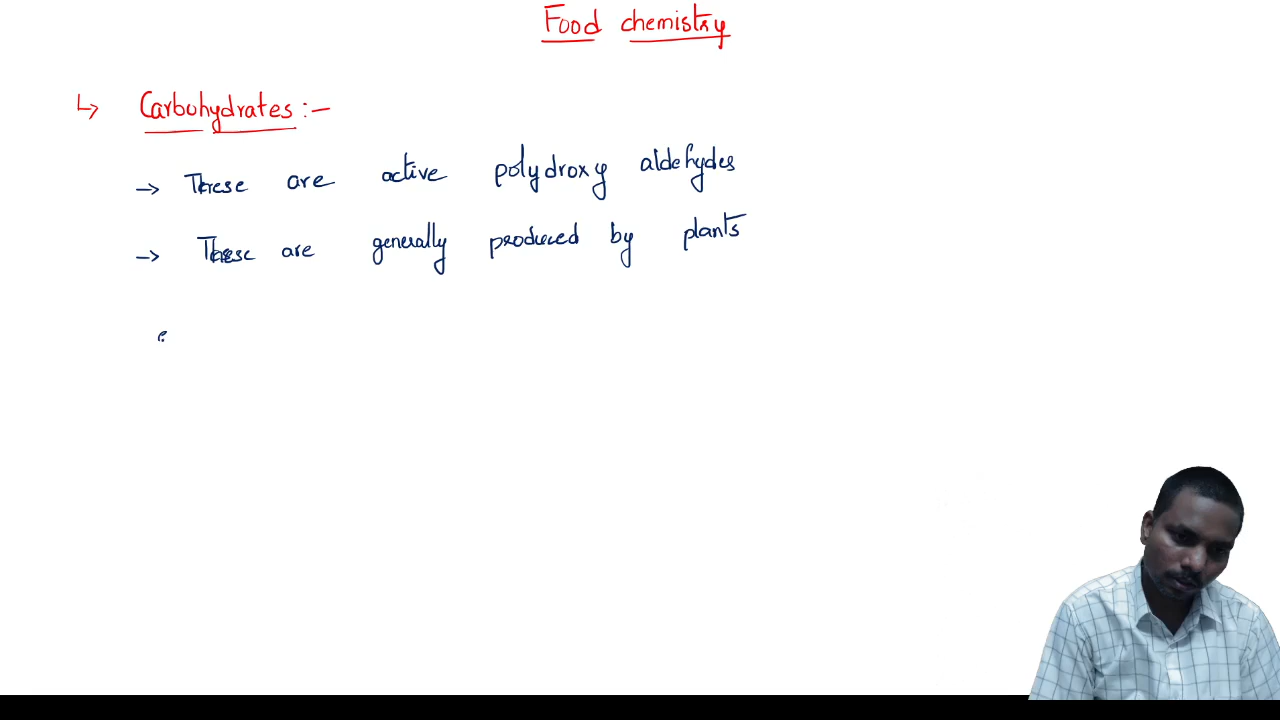 Food chemistry
↳ Carbohydrates :-
→ These are active polydroxy aldehydes
→ These are generally produced by plants